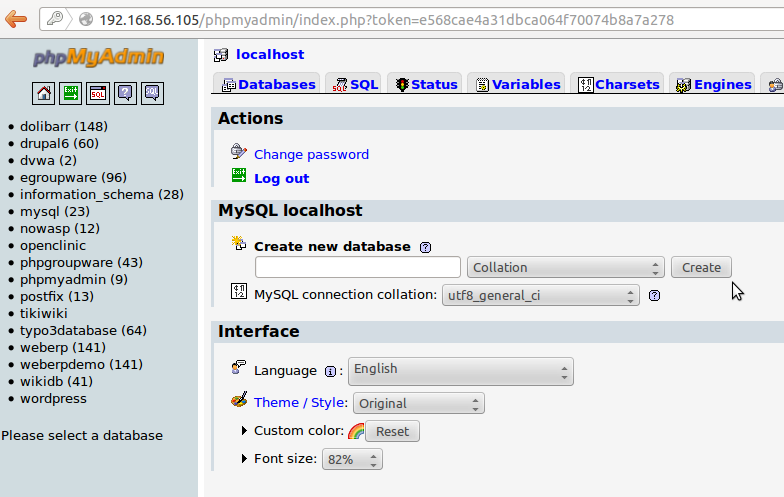 192.168.56.105/phpmyadmin/index.php?token=e568cae4a31dbca064f70074b8a7a278
phpMyAdmin
SQL
SQL
dolibarr (148)
drupal6 (60)
dvwa (2)
egroupware (96)
information_schema (28)
mysql (23)
nowasp (12)
openclinic
phpgroupware (43)
phpmyadmin (9)
postfix (13)
tikiwiki
typo3database (64)
weberp (141)
weberpdemo (141)
wikidb (41)
wordpress
Please select a database
localhost
Databases SQL Status Variables Charsets Engines
Actions
Change password
Log out
MySQL localhost
Create new database
Collation Create
MySQL connection collation: utf8_general_ci
Interface
Language : English
Theme / Style: Original
Custom color: Reset
Font size: 82%